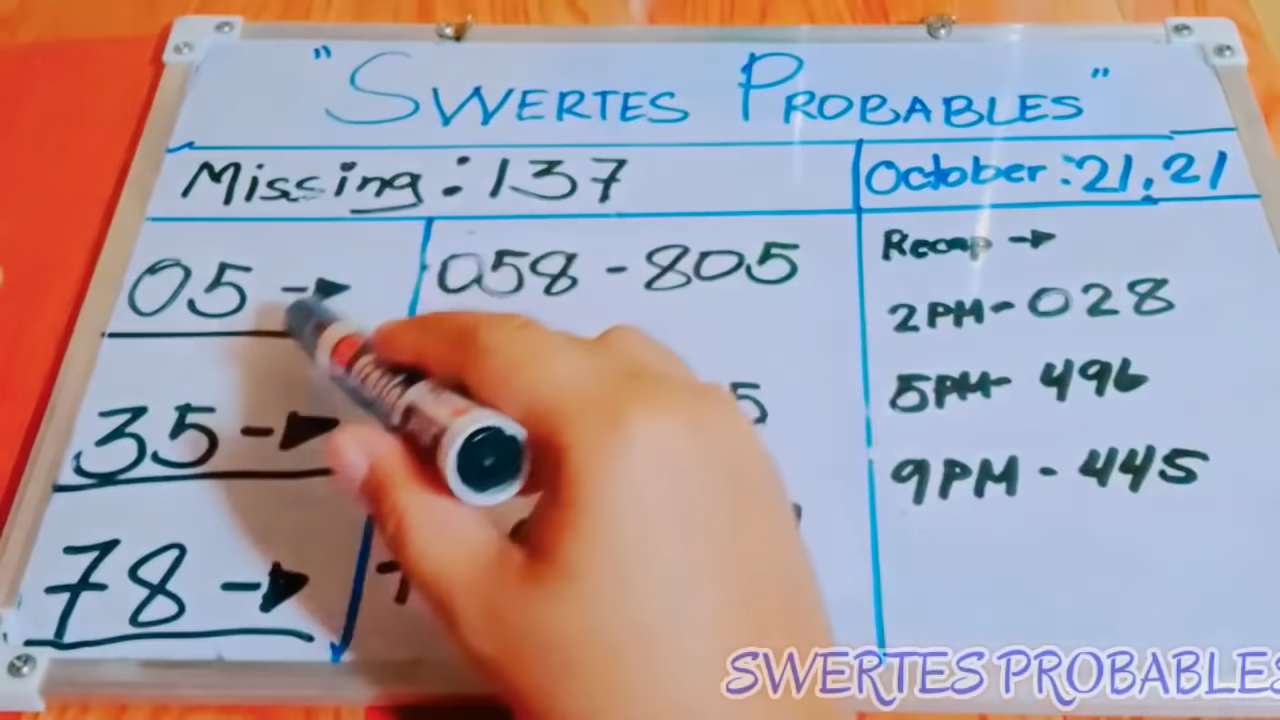 "SWERTES PROBABLES"
Missing: 137
October: 21, 21
05 → 058 - 805
35 →
78 →
Recap →
2PM - 028
5PM - 496
9PM - 445
SWERTES PROBABLES